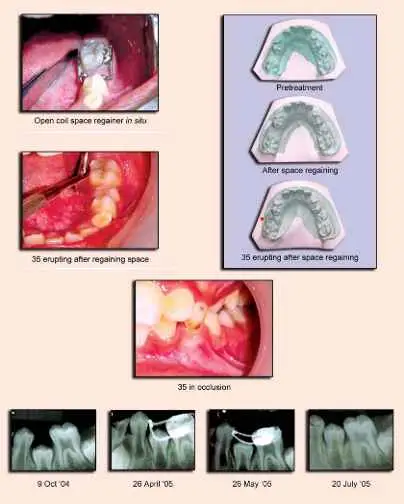 Open coil space regainer in situ
Pretreatment
After space regaining
35 erupting after regaining space
35 erupting after space regaining
35 in occlusion
9 Oct '04
26 April '05
26 May '05
20 July '05